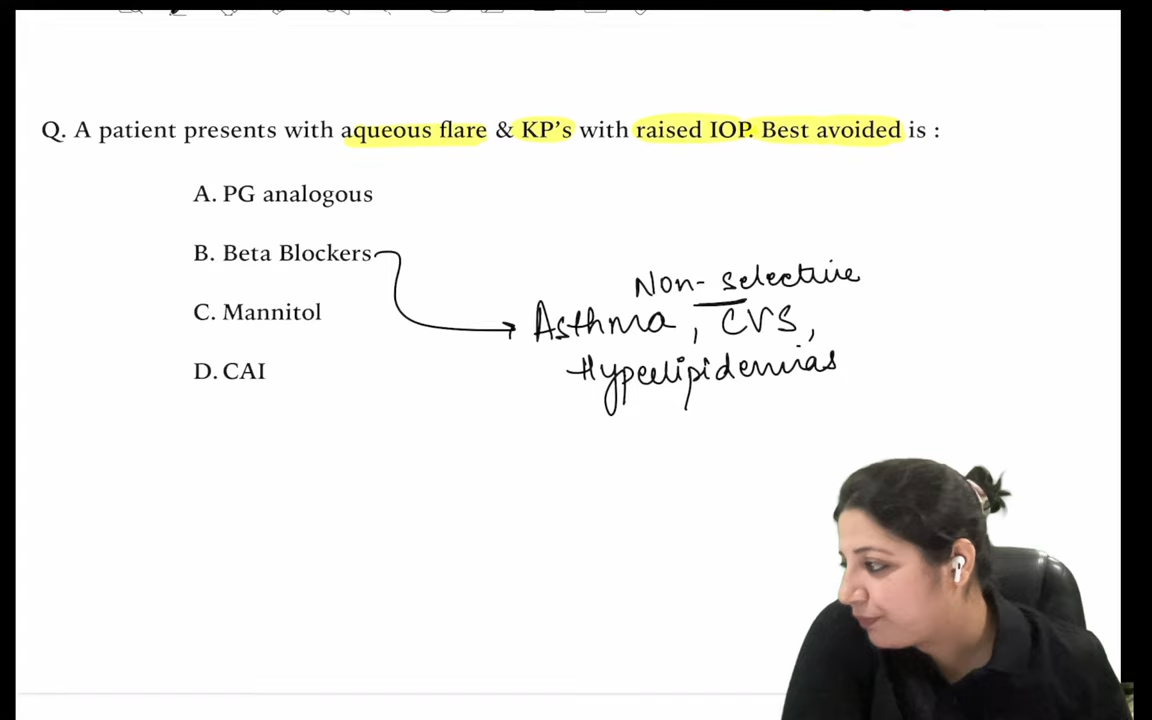 Q. A patient presents with aqueous flare & KP’s with raised IOP. Best avoided is :
A. PG analogous
B. Beta Blockers
Non-selective
Asthma, CVS,
C. Mannitol
Hyperlipidemias
D. CAI